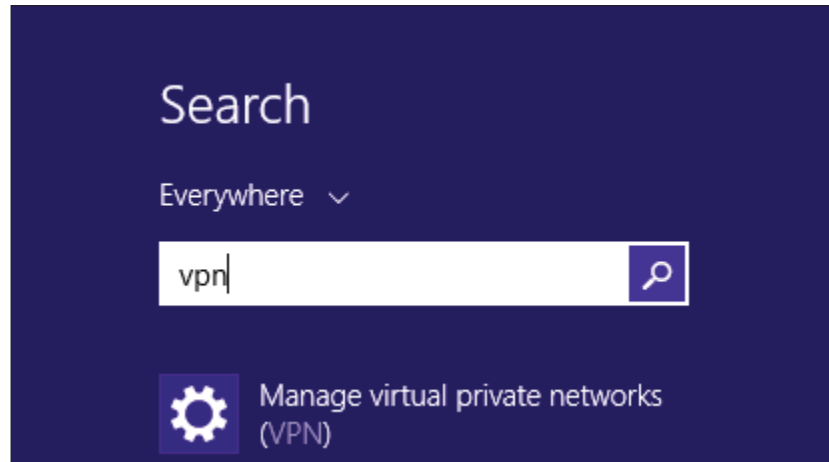 Search
Everywhere
vpn
Manage virtual private networks
(VPN)